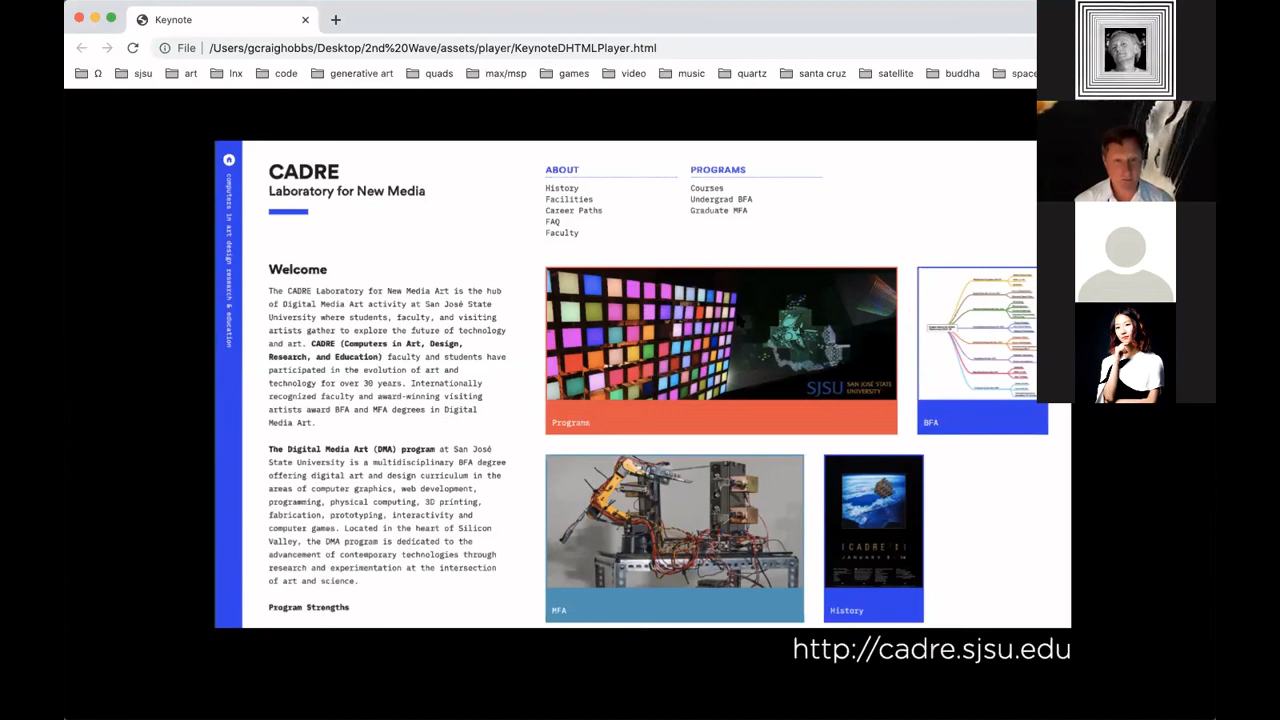 Keynote
File
/Users/gcraighobbs/Desktop/2nd%20Wave/assets/player/KeynoteDHTMLPlayer.html
Ω
sjsu
art
lnx
code
generative art
quads
max/msp
games
video
music
quartz
santa cruz
satellite
buddha
space
computers in art design research & education
CADRE
Laboratory for New Media
ABOUT
History
Facilities
Career Paths
FAQ
Faculty
PROGRAMS
Courses
Undergrad BFA
Graduate MFA
Welcome
The CADRE Laboratory for New Media Art is the hub
of Digital Media Art activity at San José State
University where students, faculty, and visiting
artists gather to explore the future of technology
and art. CADRE (Computers in Art, Design,
Research, and Education) faculty and students have
participated in the evolution of art and
technology for over 30 years. Internationally
recognized faculty and award-winning visiting
artists award BFA and MFA degrees in Digital
Media Art.
The Digital Media Art (DMA) program at San José
State University is a multidisciplinary BFA degree
offering digital art and design curriculum in the
areas of computer graphics, web development,
programming, physical computing, 3D printing,
fabrication, prototyping, interactivity and
computer games. Located in the heart of Silicon
Valley, the DMA program is dedicated to the
advancement of contemporary technologies through
research and experimentation at the intersection
of art and science.
Program Strengths
SJSU SAN JOSÉ STATE
UNIVERSITY
Programs
BFA
MFA
CADRE
JANUARY
History
http://cadre.sjsu.edu